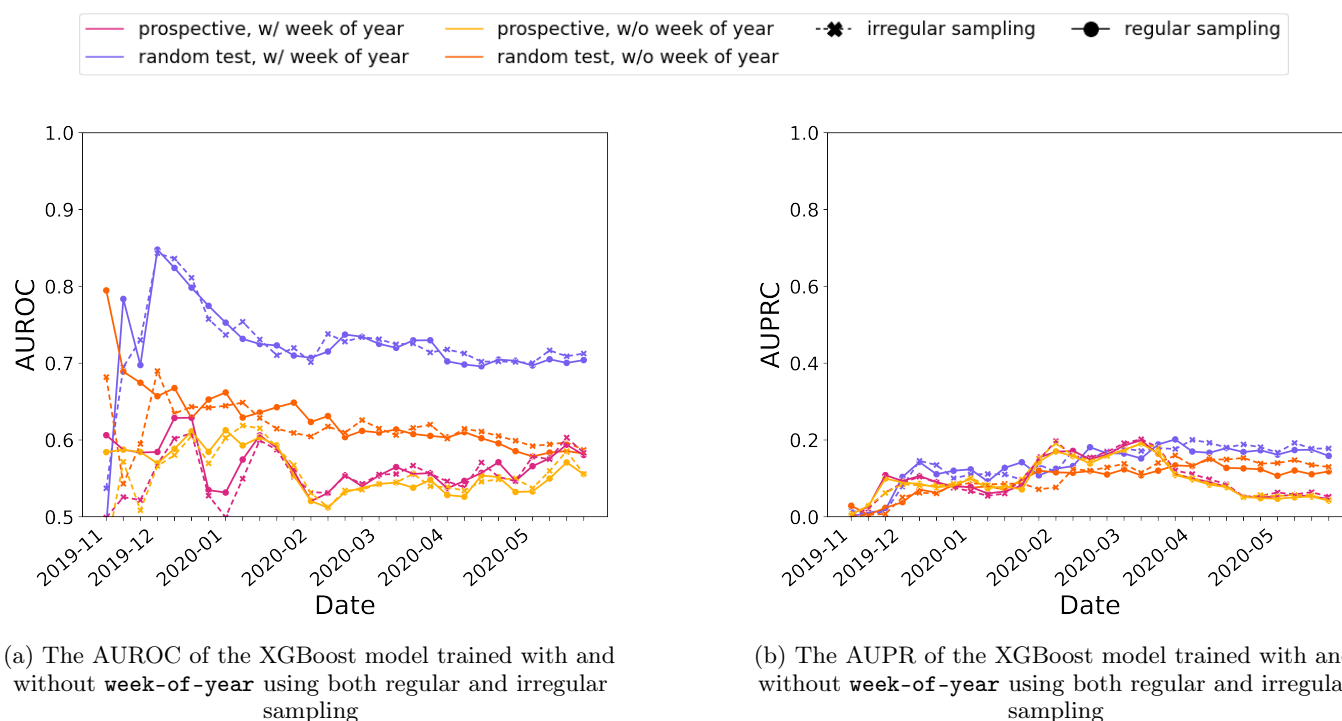 prospective, w/ week of year
prospective, w/o week of year
irregular sampling
regular sampling
random test, w/ week of year
random test, w/o week of year
1.0
0.9
0.8
0.7
0.6
0.5
AUROC
2019-11
2019-12
2020-01
2020-02
2020-03
2020-04
2020-05
Date
1.0
0.8
0.6
0.4
0.2
0.0
AUPRC
2019-11
2019-12
2020-01
2020-02
2020-03
2020-04
2020-05
Date
(a) The AUROC of the XGBoost model trained with and
without week-of-year using both regular and irregular
sampling
(b) The AUPR of the XGBoost model trained with
without week-of-year using both regular and
sampling